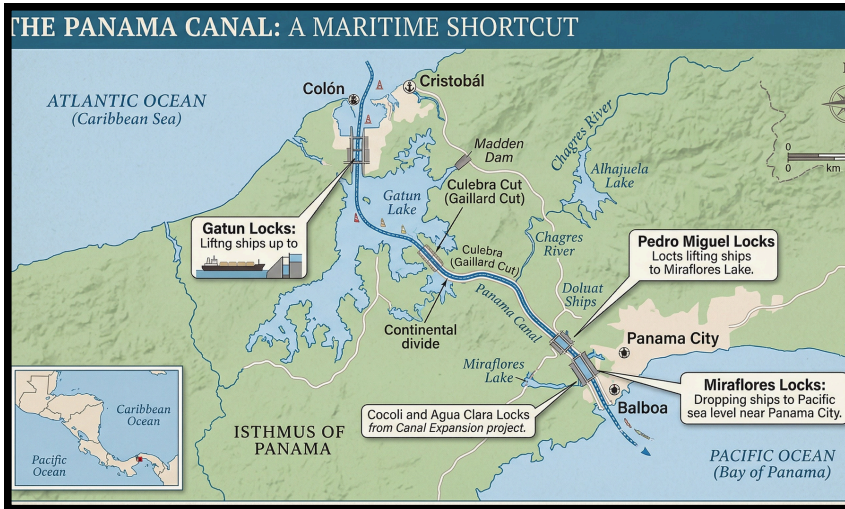 THE PANAMA CANAL: A MARITIME SHORTCUT
ATLANTIC OCEAN
(Caribbean Sea)
Colón
Cristobál
Madden
Dam
Chagres River
Alhajuela
Lake
0
0
km
Gatun
Lake
Culebra Cut
(Gaillard Cut)
Gatun Locks:
Liftng ships up to
Culebra
(Gaillard Cut)
Chagres
River
Pedro Miguel Locks
Locts lifting ships
to Miraflores Lake.
Doluat
Ships
Panama Canal
Continental
divide
Panama City
Miraflores
Lake
Miraflores Locks:
Dropping ships to Pacific
sea level near Panama City.
Balboa
Cocoli and Agua Clara Locks
from Canal Expansion project.
ISTHMUS OF
PANAMA
Caribbean
Ocean
Pacific
Ocean
PACIFIC OCEAN
(Bay of Panama)